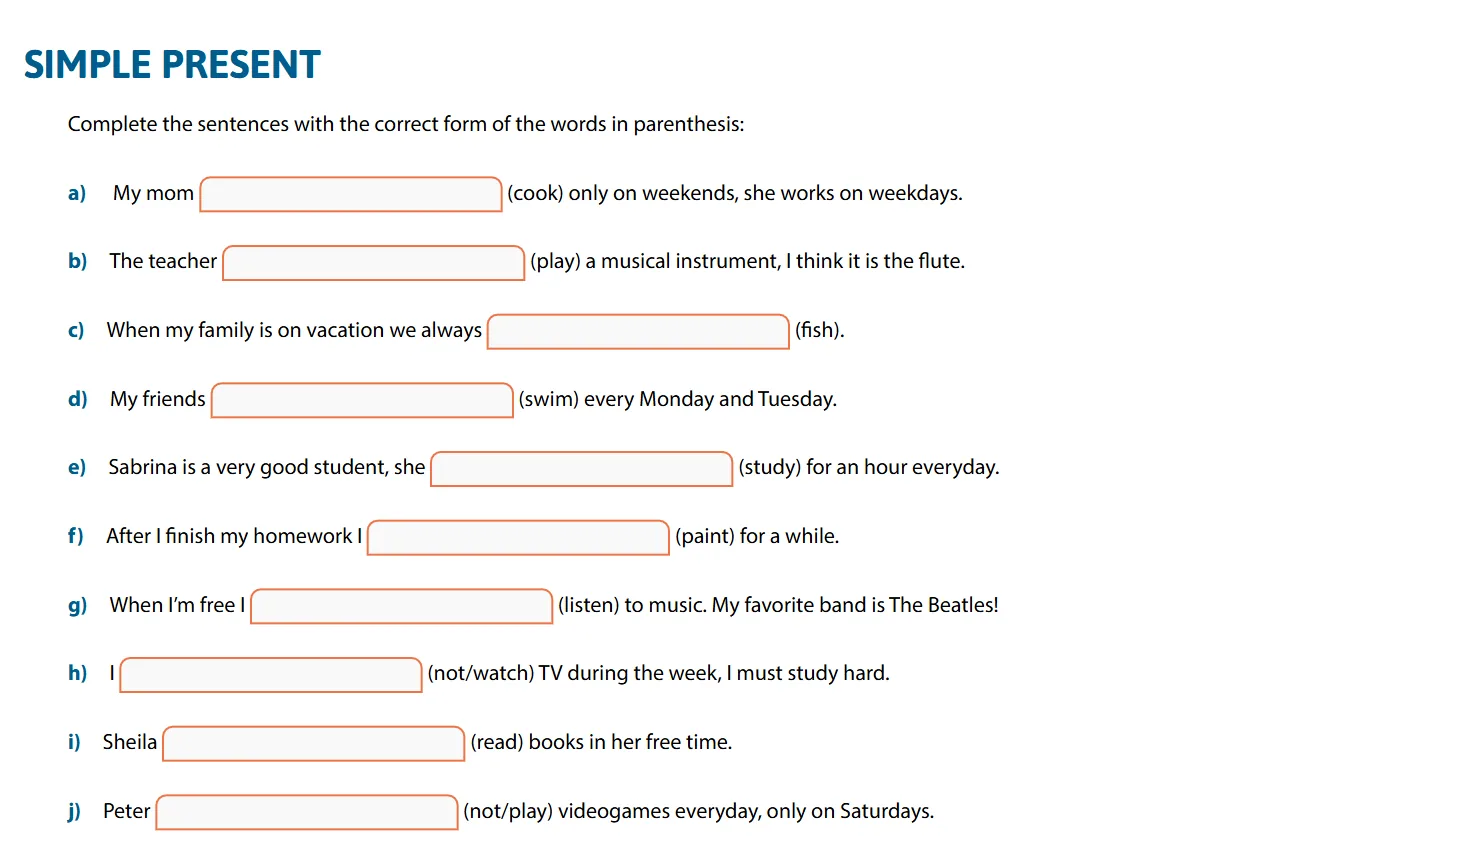 SIMPLE PRESENT
Complete the sentences with the correct form of the words in parenthesis:
a) My mom (cook) only on weekends, she works on weekdays.
b) The teacher (play) a musical instrument, I think it is the flute.
c) When my family is on vacation we always (fish).
d) My friends (swim) every Monday and Tuesday.
e) Sabrina is a very good student, she (study) for an hour everyday.
f) After I finish my homework I (paint) for a while.
g) When I’m free I (listen) to music. My favorite band is The Beatles!
h) I (not/watch) TV during the week, I must study hard.
i) Sheila (read) books in her free time.
j) Peter (not/play) videogames everyday, only on Saturdays.